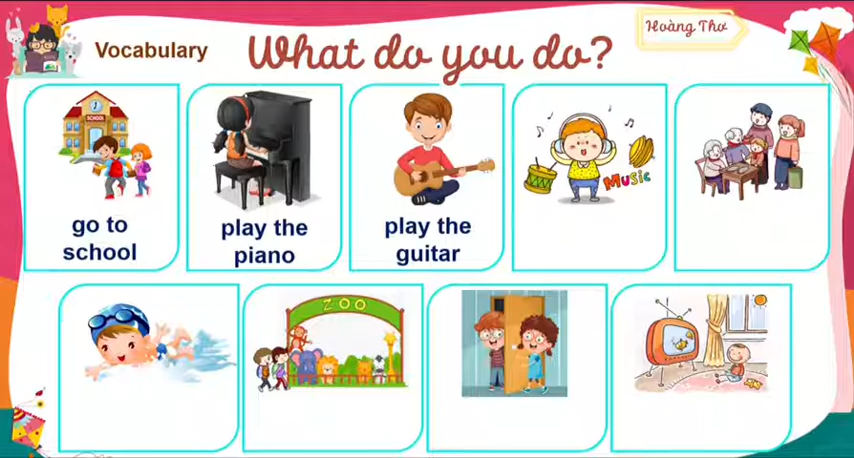 Vocabulary
What do you do?
Hoàng Thơ
SCHOOL
go to
school
play the
piano
play the
guitar
MUSIC
ZOO